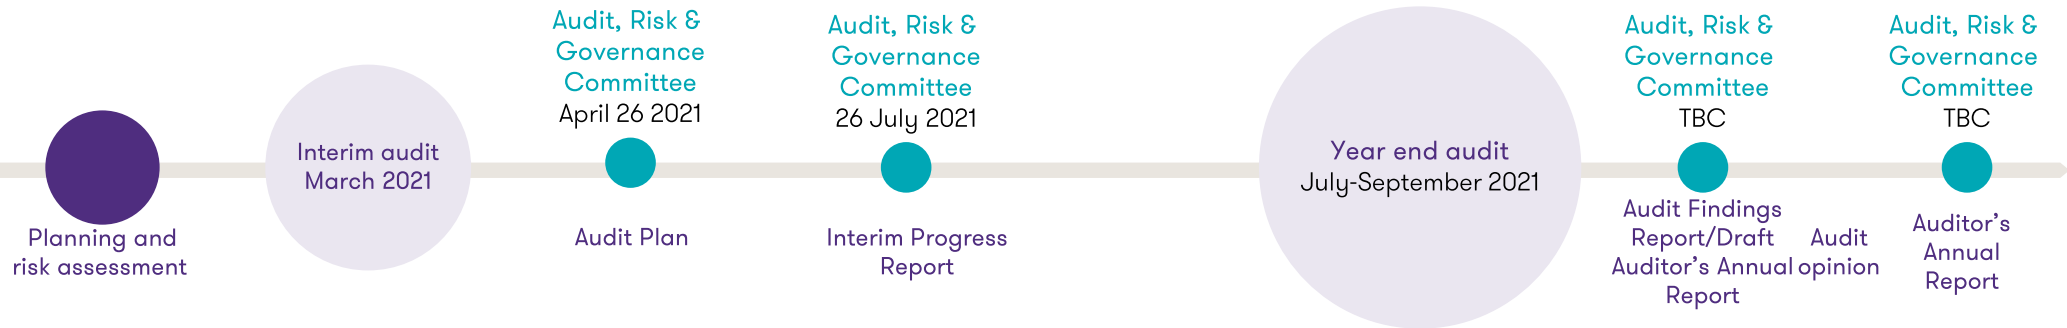 Planning and
risk assessment
Interim audit
March 2021
Audit, Risk &
Governance
Committee
April 26 2021
Audit Plan
Audit, Risk &
Governance
Committee
26 July 2021
Interim Progress
Report
Year end audit
July-September 2021
Audit, Risk &
Governance
Committee
TBC
Audit Findings
Report/Draft
Auditor’s Annual
Report
Audit
opinion
Audit, Risk &
Governance
Committee
TBC
Auditor’s
Annual
Report